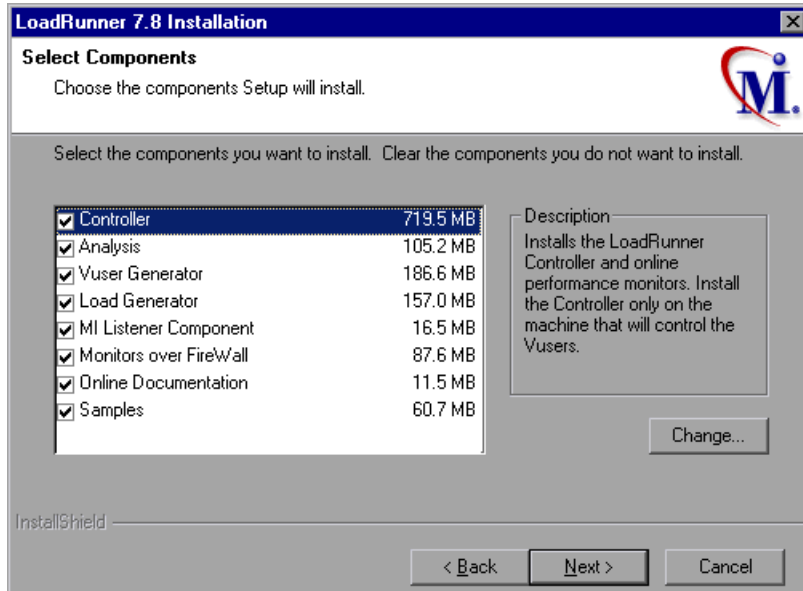 LoadRunner 7.8 Installation
Select Components
Choose the components Setup will install.
M.
Select the components you want to install. Clear the components you do not want to install.
Controller 719.5 MB
Analysis 105.2 MB
Vuser Generator 186.6 MB
Load Generator 157.0 MB
MI Listener Component 16.5 MB
Monitors over FireWall 87.6 MB
Online Documentation 11.5 MB
Samples 60.7 MB
Description
Installs the LoadRunner
Controller and online
performance monitors. Install
the Controller only on the
machine that will control the
Vusers.
Change...
InstallShield
< Back Next > Cancel